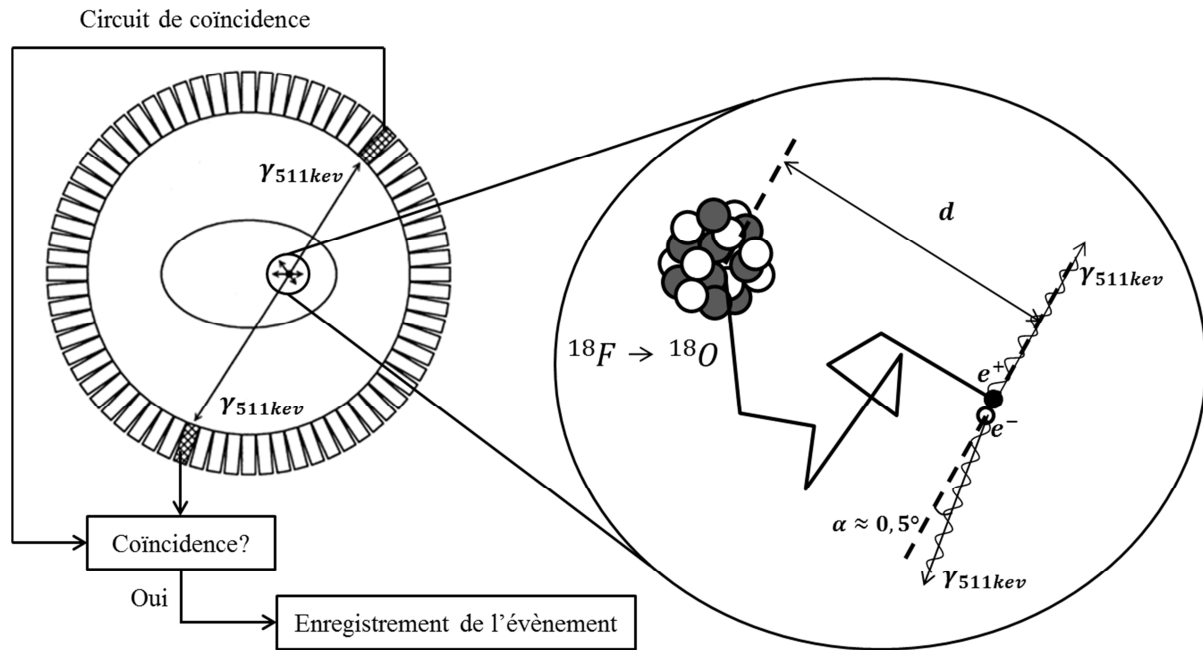 Circuit de coïncidence
γ511kev
γ511kev
Coïncidence?
Oui
Enregistrement de l’évènement
d
γ511kev
18F → 18O
e+
e−
α ≈ 0,5°
γ511kev